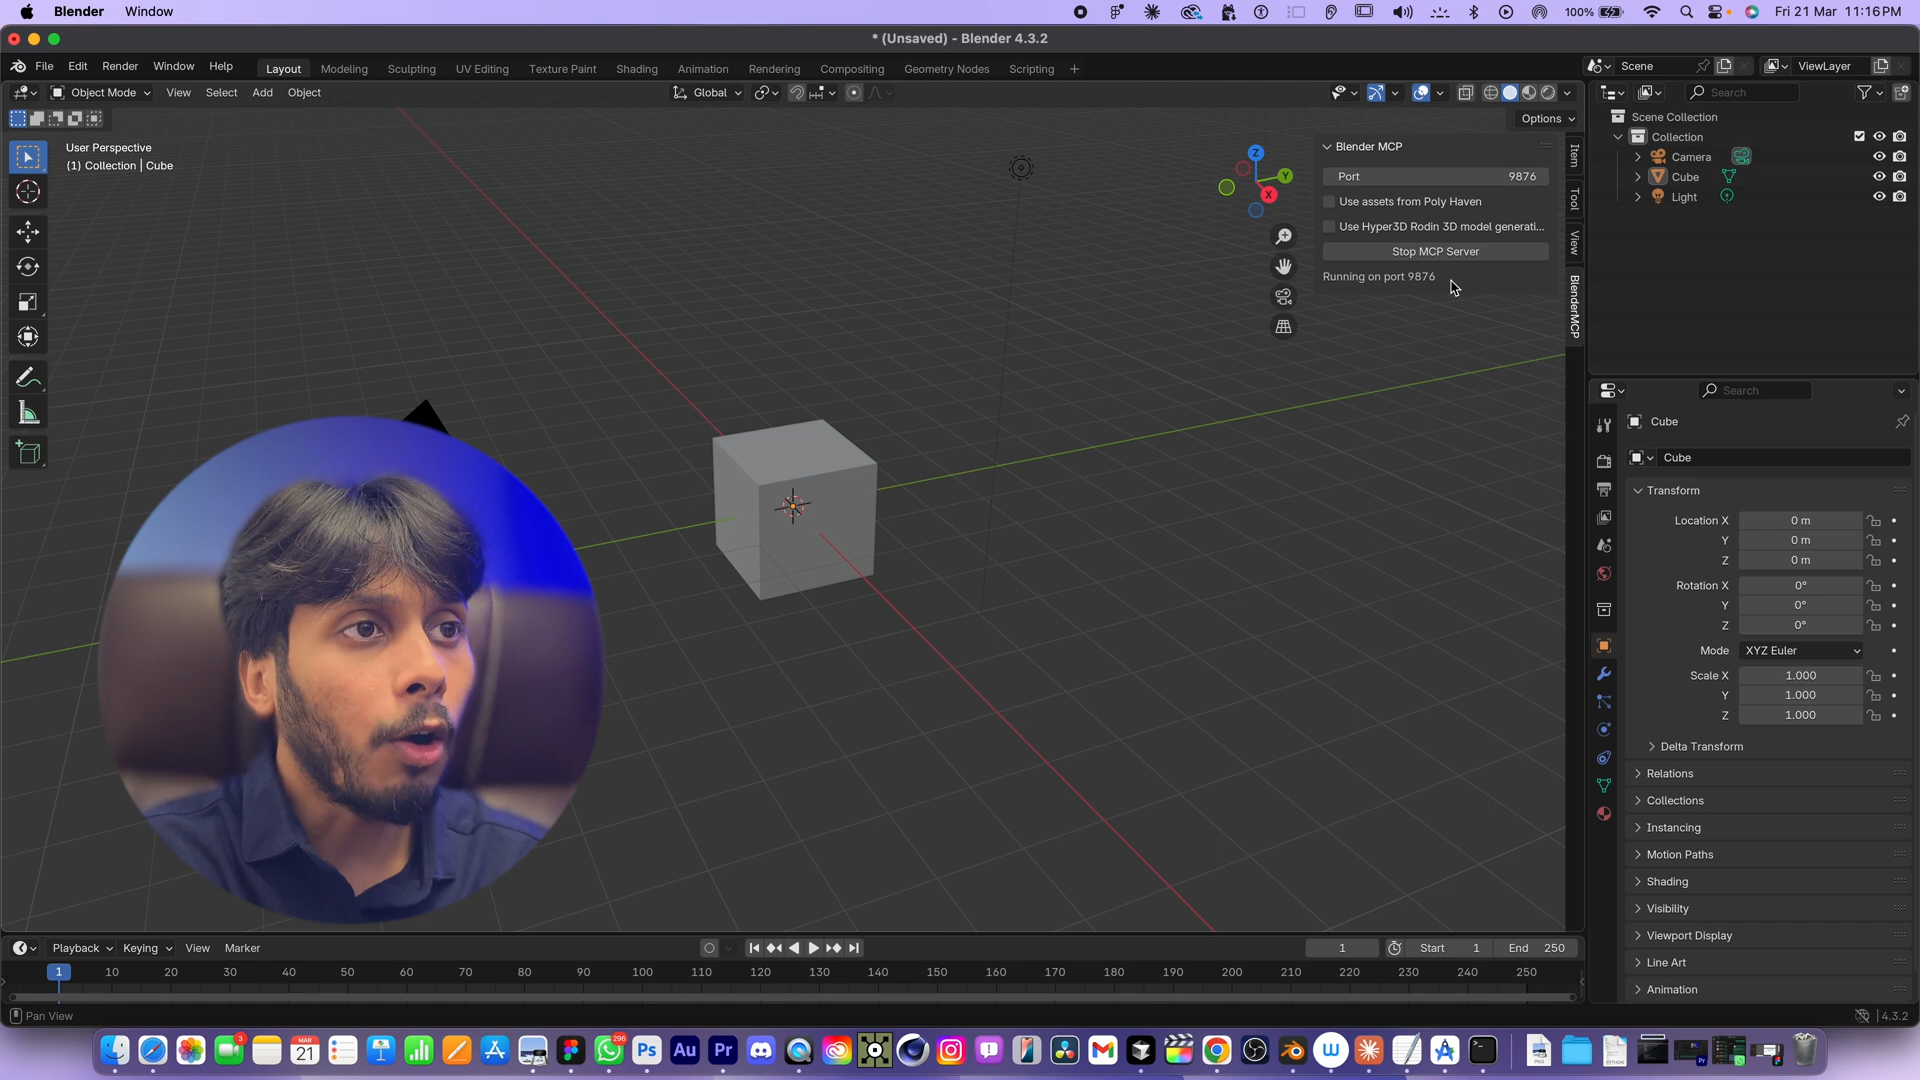 Blender Window 100% Fri 21 Mar 11:16 PM
* (Unsaved) - Blender 4.3.2
File Edit Render Window Help Layout Modeling Sculpting UV Editing Texture Paint Shading Animation Rendering Compositing Geometry Nodes Scripting + Scene ViewLayer
Object Mode View Select Add Object Global Search
Options
User Perspective
(1) Collection | Cube
Z
Y
X
Blender MCP
Port 9876
Use assets from Poly Haven
Use Hyper3D Rodin 3D model generati...
Stop MCP Server
Running on port 9876
Item
Tool
View
BlenderMCP
Scene Collection
Collection
Camera
Cube
Light
Search
Cube
Cube
Transform
Location X 0 m
Y 0 m
Z 0 m
Rotation X 0°
Y 0°
Z 0°
Mode XYZ Euler
Scale X 1.000
Y 1.000
Z 1.000
Delta Transform
Relations
Collections
Instancing
Motion Paths
Shading
Visibility
Viewport Display
Line Art
Animation
Playback Keying View Marker 1 Start 1 End 250
1 10 20 30 40 50 60 70 80 90 100 110 120 130 140 150 160 170 180 190 200 210 220 230 240 250
Pan View 4.3.2
3 MAR 21 296 Ps Au Pr